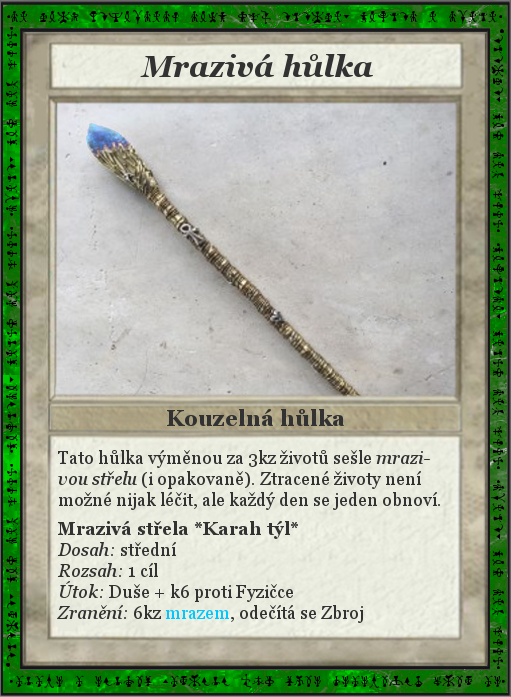 Mrazivá hůlka
Kouzelná hůlka
Tato hůlka výměnou za 3kz životů sešle mrazi-
vou střelu (i opakovaně). Ztracené životy není
možné nijak léčit, ale každý den se jeden obnoví.
Mrazivá střela *Karah týl*
Dosah: střední
Rozsah: 1 cíl
Útok: Duše + k6 proti Fyzičce
Zranění: 6kz mrazem, odečítá se Zbroj